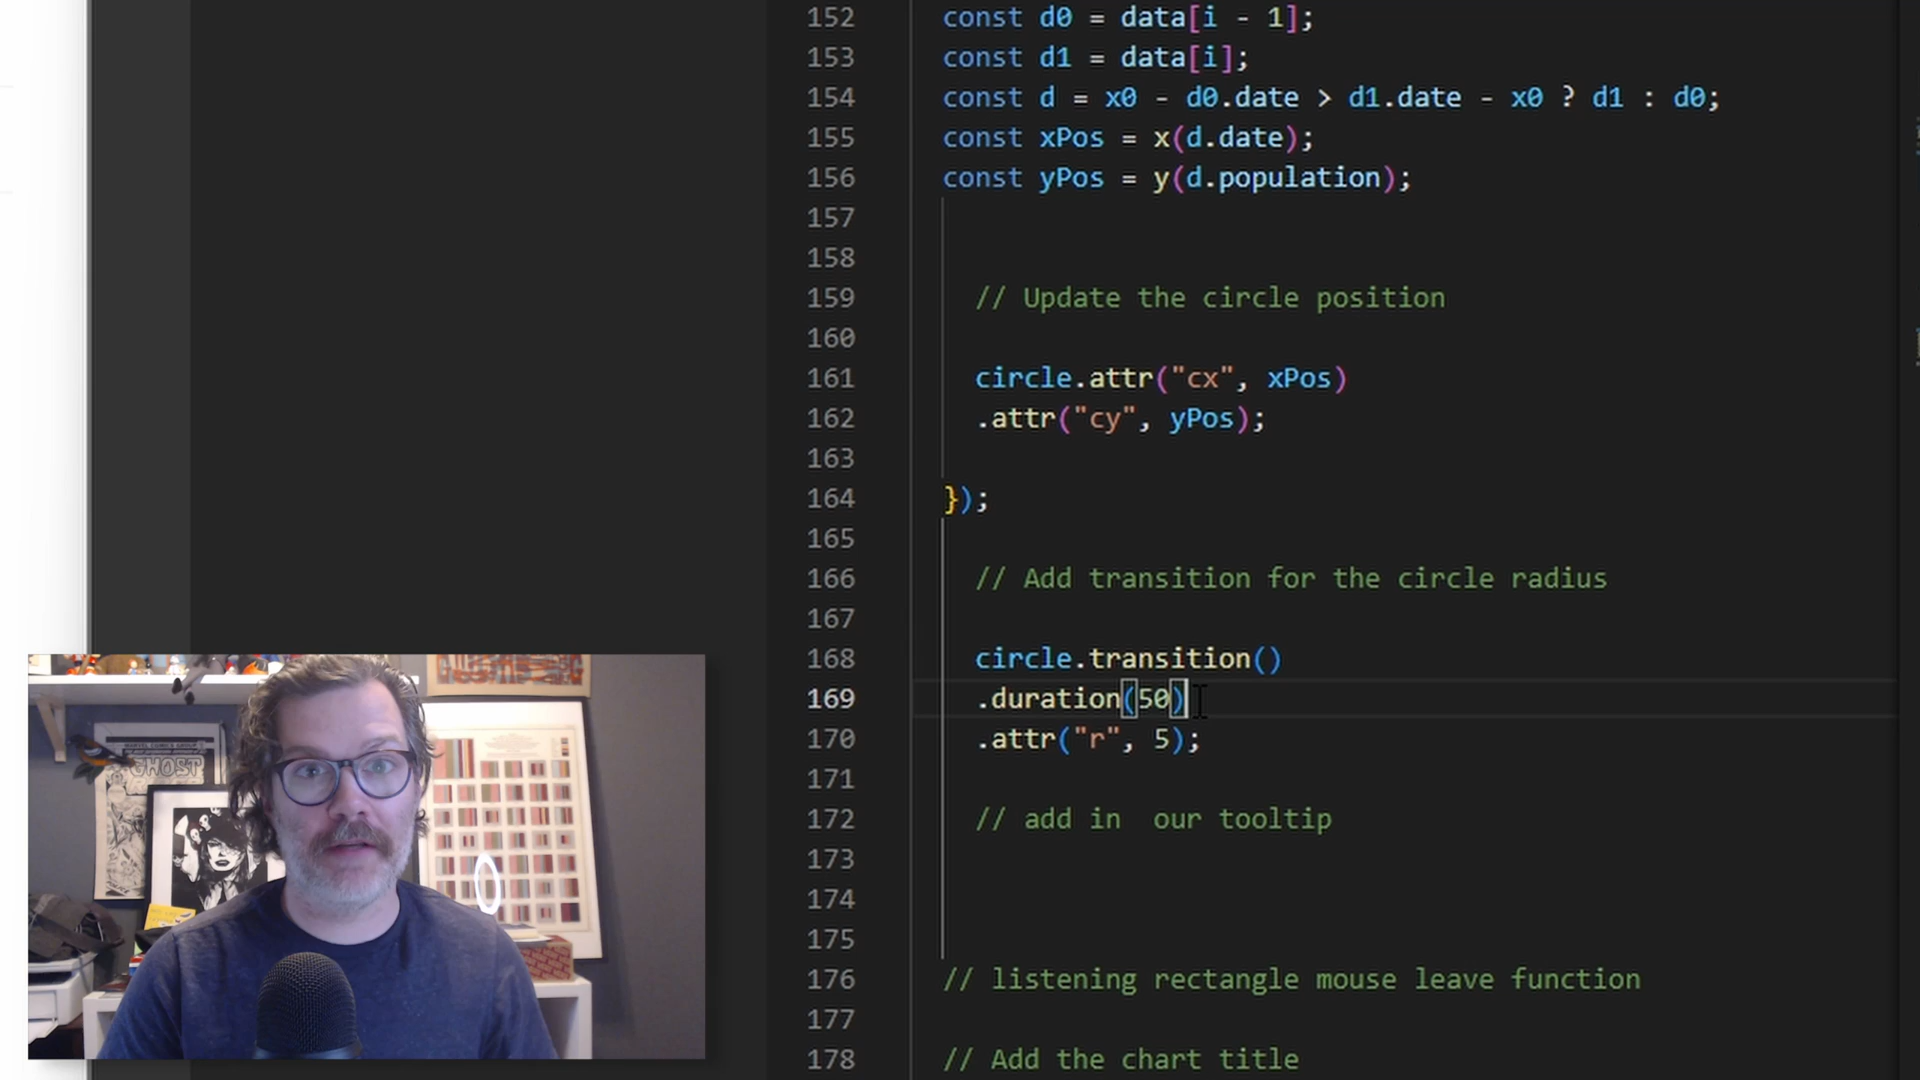 152 const d0 = data[i - 1];
153 const d1 = data[i];
154 const d = x0 - d0.date > d1.date - x0 ? d1 : d0;
155 const xPos = x(d.date);
156 const yPos = y(d.population);
157
158
159 // Update the circle position
160
161 circle.attr("cx", xPos)
162 .attr("cy", yPos);
163
164 });
165
166 // Add transition for the circle radius
167
168 circle.transition()
169 .duration(50)
170 .attr("r", 5);
171
172 // add in  our tooltip
173
174
175
176 // listening rectangle mouse leave function
177
178 // Add the chart title
GHOST